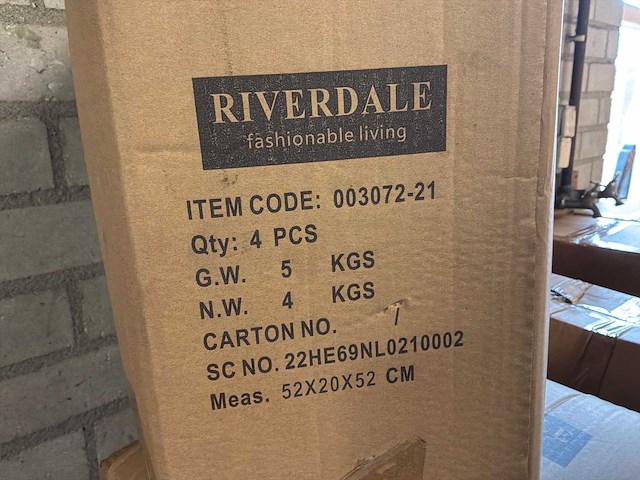 RIVERDALE
fashionable living
ITEM CODE: 003072-21
Qty: 4 PCS
G.W. 5 KGS
N.W. 4 KGS
CARTON NO. /
SC NO. 22HE69NL0210002
Meas. 52X20X52 CM